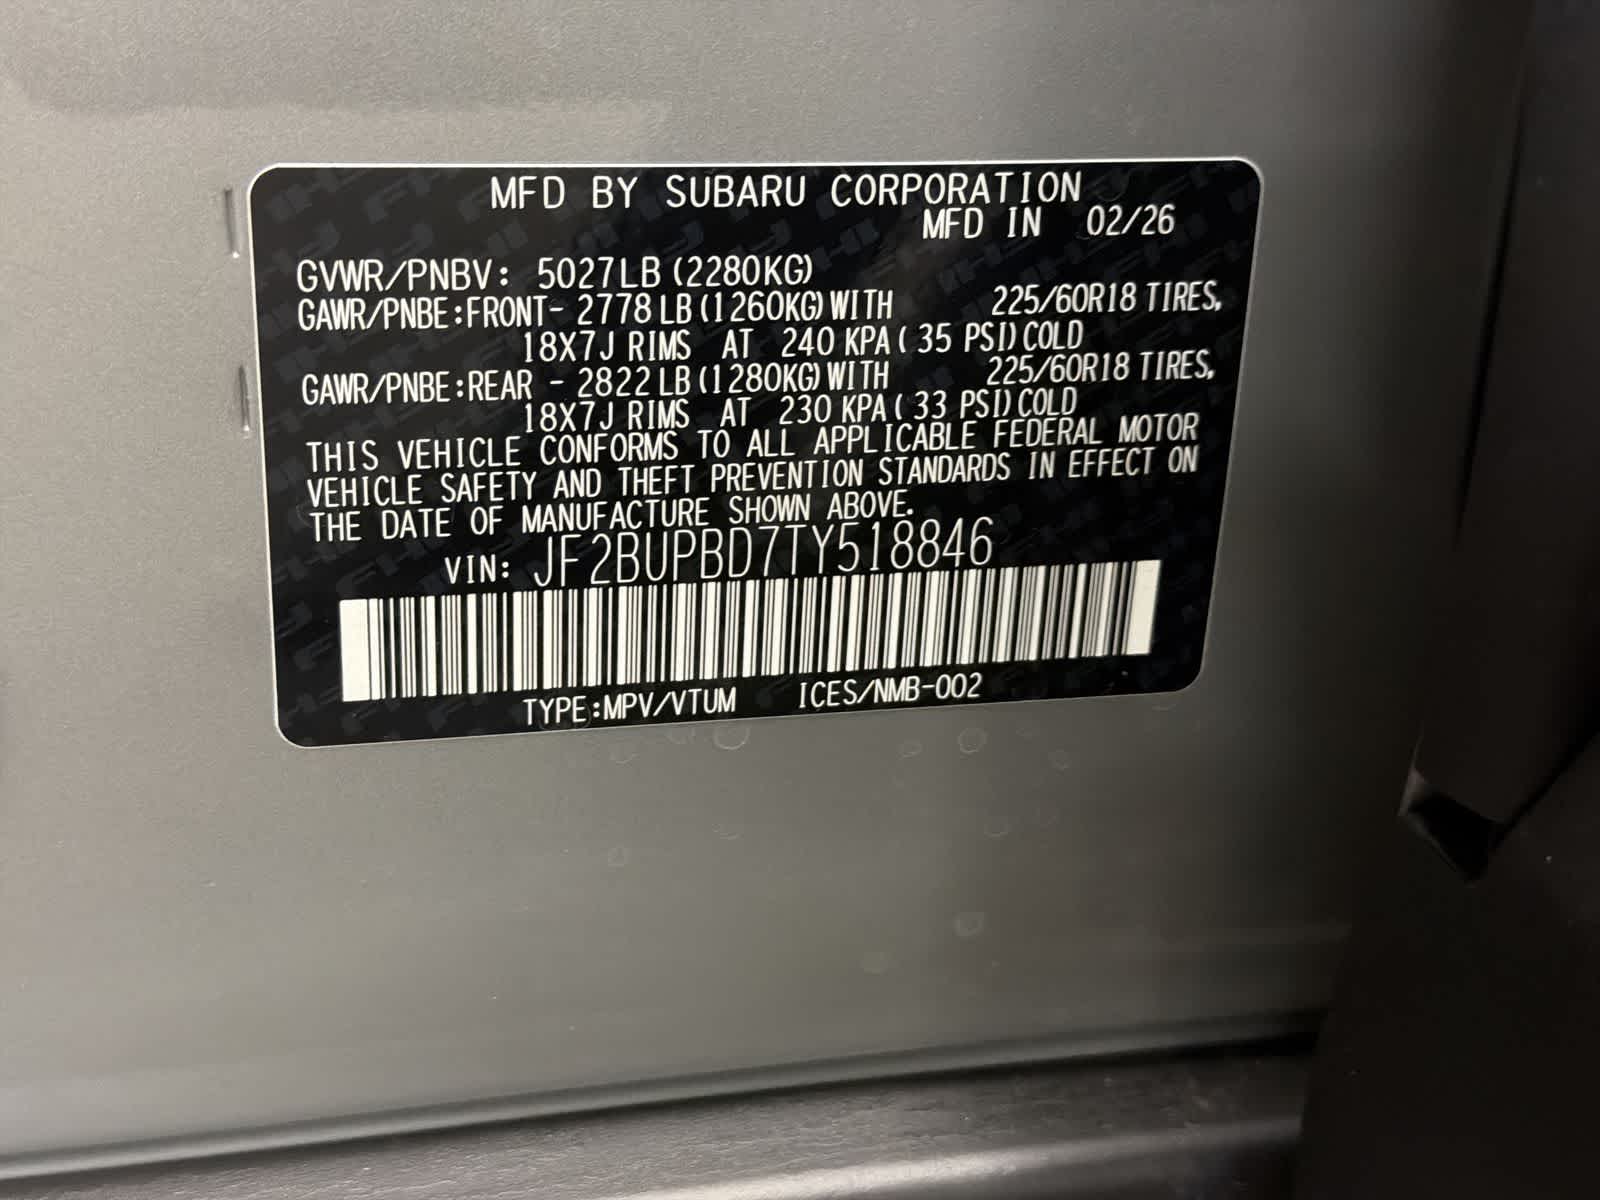 MFD BY SUBARU CORPORATION
MFD IN 02/26
GVWR/PNBV: 5027LB (2280KG)
GAWR/PNBE:FRONT- 2778 LB (1260KG) WITH 225/60R18 TIRES,
18X7J RIMS AT 240 KPA ( 35 PSI) COLD
GAWR/PNBE:REAR - 2822 LB (1280KG) WITH 225/60R18 TIRES,
18X7J RIMS AT 230 KPA ( 33 PSI) COLD
THIS VEHICLE CONFORMS TO ALL APPLICABLE FEDERAL MOTOR
VEHICLE SAFETY AND THEFT PREVENTION STANDARDS IN EFFECT ON
THE DATE OF MANUFACTURE SHOWN ABOVE.
VIN: JF2BUPBD7TY518846
TYPE:MPV/VTUM ICES/NMB-002